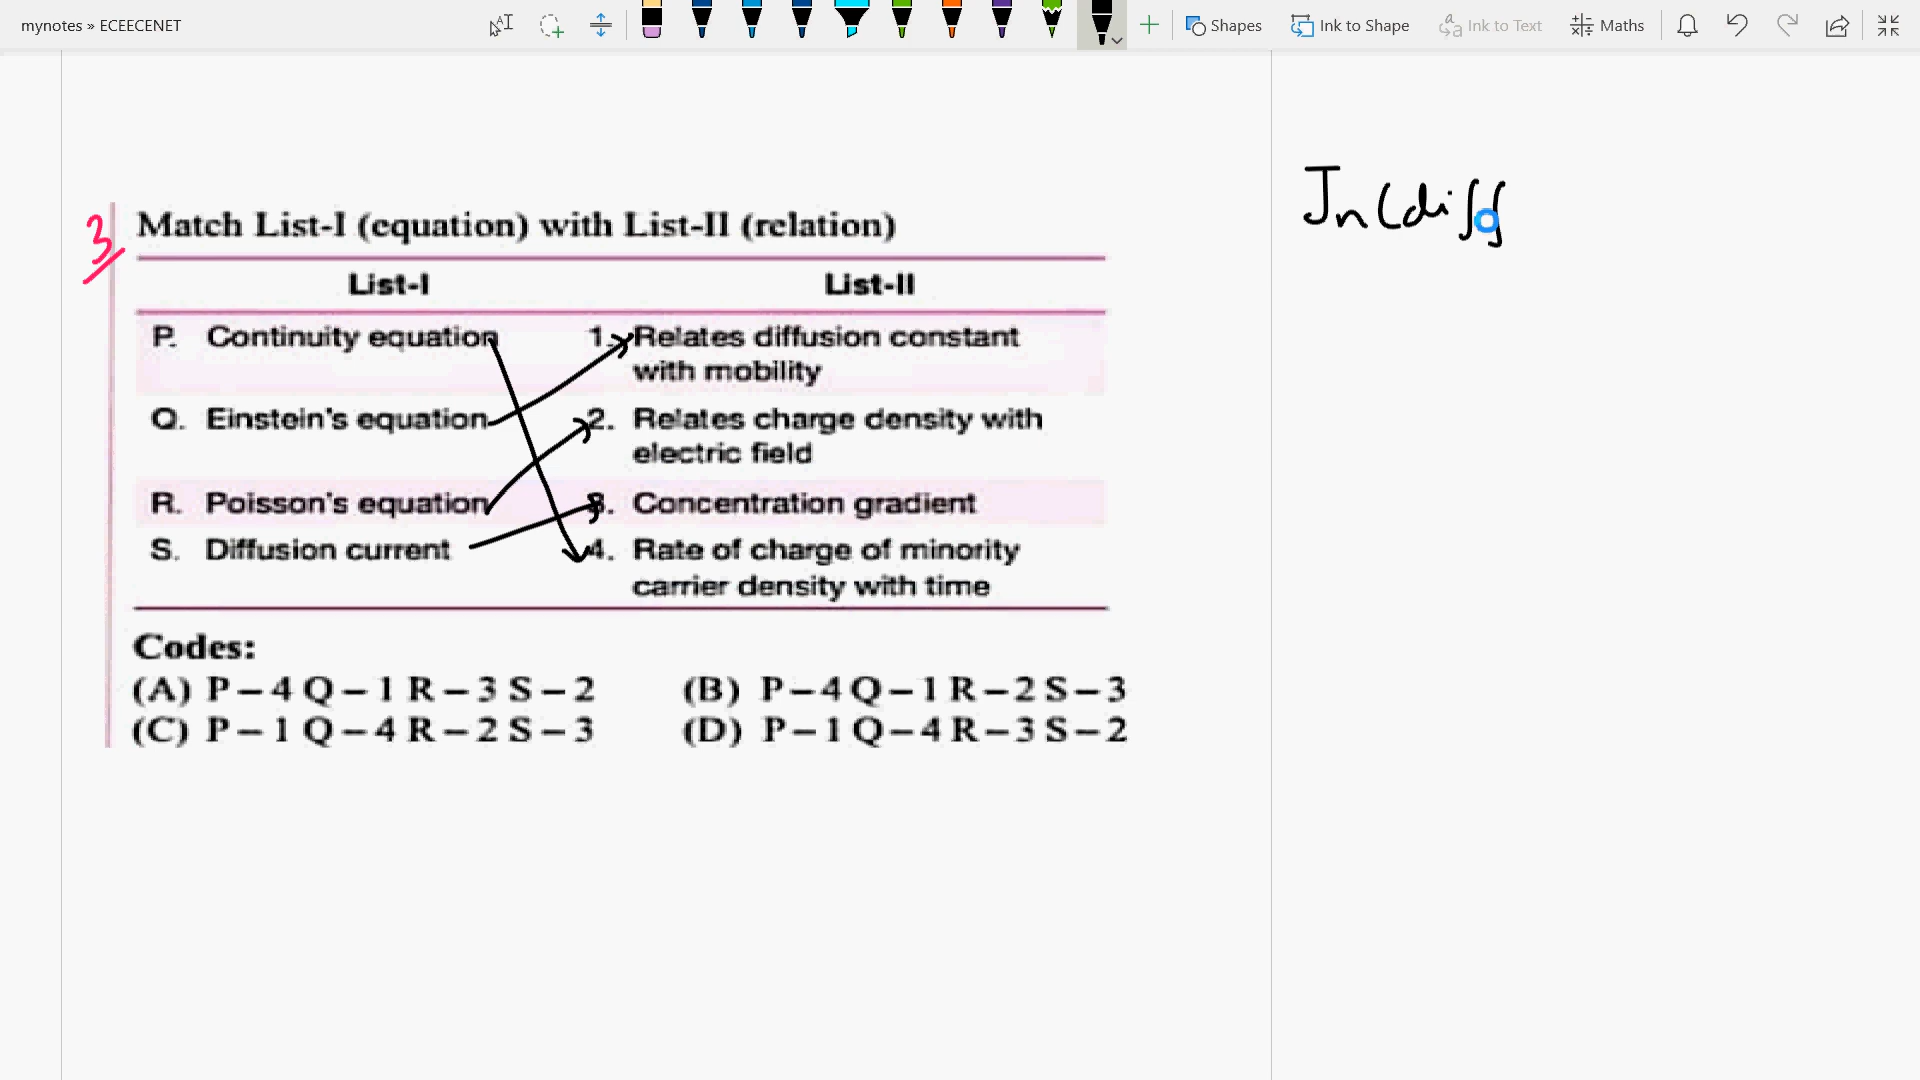 mynotes » ECEECENET
Shapes
Ink to Shape
Ink to Text
Maths
Jn(diff
3
Match List-I (equation) with List-II (relation)
List-I List-II
P. Continuity equation 1. Relates diffusion constant
with mobility
Q. Einstein's equation 2. Relates charge density with
electric field
R. Poisson's equation 3. Concentration gradient
S. Diffusion current 4. Rate of charge of minority
carrier density with time
Codes:
(A) P – 4 Q – 1 R – 3 S – 2 (B) P – 4 Q – 1 R – 2 S – 3
(C) P – 1 Q – 4 R – 2 S – 3 (D) P – 1 Q – 4 R – 3 S – 2